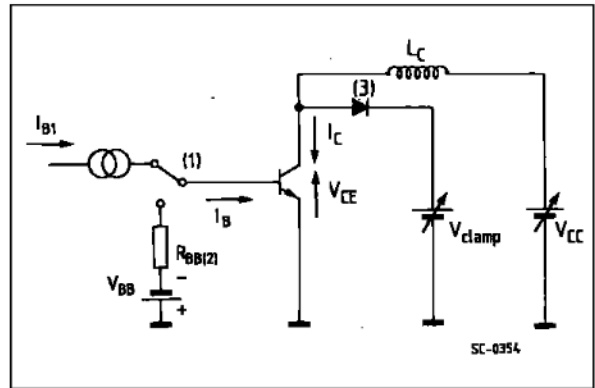 L_C
(3)
I_B1
(1)
I_C
V_CE
I_B
V_clamp
V_CC
R_BB(2)
V_BB
-
+
SC-0354